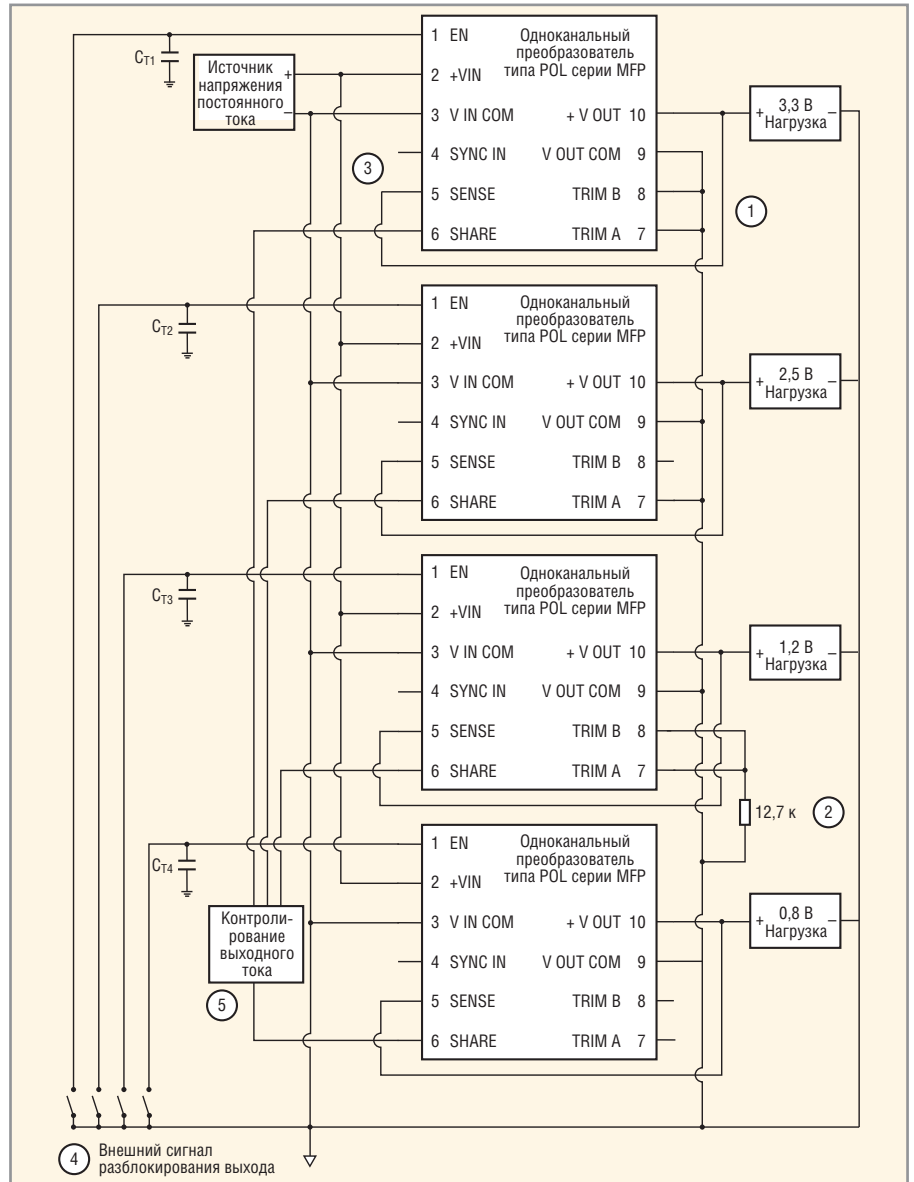 C_T1
Источник
напряжения
постоянного
тока
+
–
1 EN
2 +VIN
3 V IN COM
4 SYNC IN
5 SENSE
6 SHARE
Одноканальный
преобразователь
типа POL серии MFP
+ V OUT 10
V OUT COM 9
TRIM B 8
TRIM A 7
+ 3,3 В –
Нагрузка
3
1
C_T2
1 EN
2 +VIN
3 V IN COM
4 SYNC IN
5 SENSE
6 SHARE
Одноканальный
преобразователь
типа POL серии MFP
+ V OUT 10
V OUT COM 9
TRIM B 8
TRIM A 7
+ 2,5 В –
Нагрузка
C_T3
1 EN
2 +VIN
3 V IN COM
4 SYNC IN
5 SENSE
6 SHARE
Одноканальный
преобразователь
типа POL серии MFP
+ V OUT 10
V OUT COM 9
TRIM B 8
TRIM A 7
+ 1,2 В –
Нагрузка
12,7 к
2
C_T4
1 EN
2 +VIN
3 V IN COM
4 SYNC IN
5 SENSE
6 SHARE
Одноканальный
преобразователь
типа POL серии MFP
+ V OUT 10
V OUT COM 9
TRIM B 8
TRIM A 7
+ 0,8 В –
Нагрузка
Контроли-
рование
выходного
тока
5
4
Внешний сигнал
разблокирования выхода